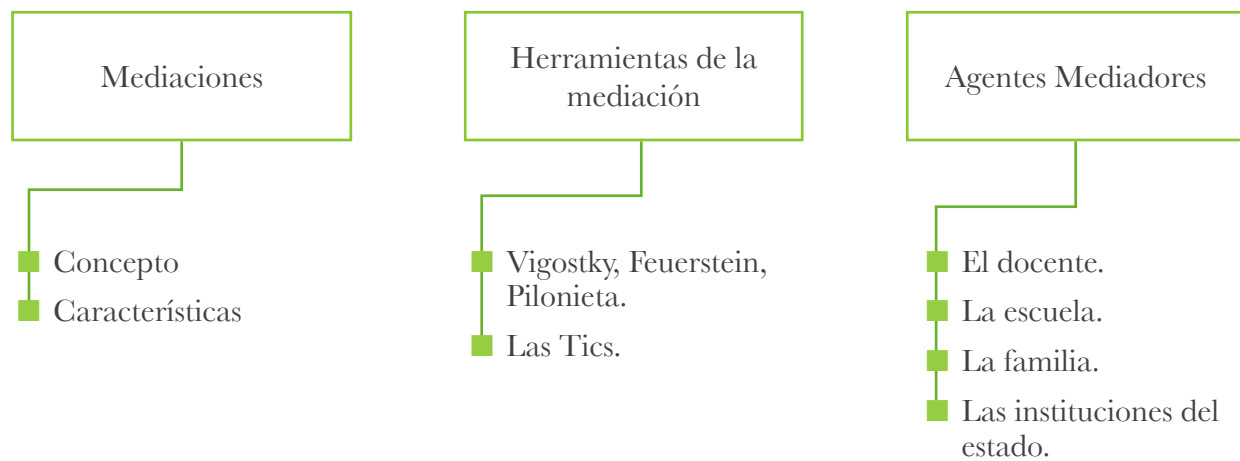 Mediaciones
Concepto
Características
Herramientas de la
mediación
Vigostky, Feuerstein,
Pilonieta.
Las Tics.
Agentes Mediadores
El docente.
La escuela.
La familia.
Las instituciones del
estado.